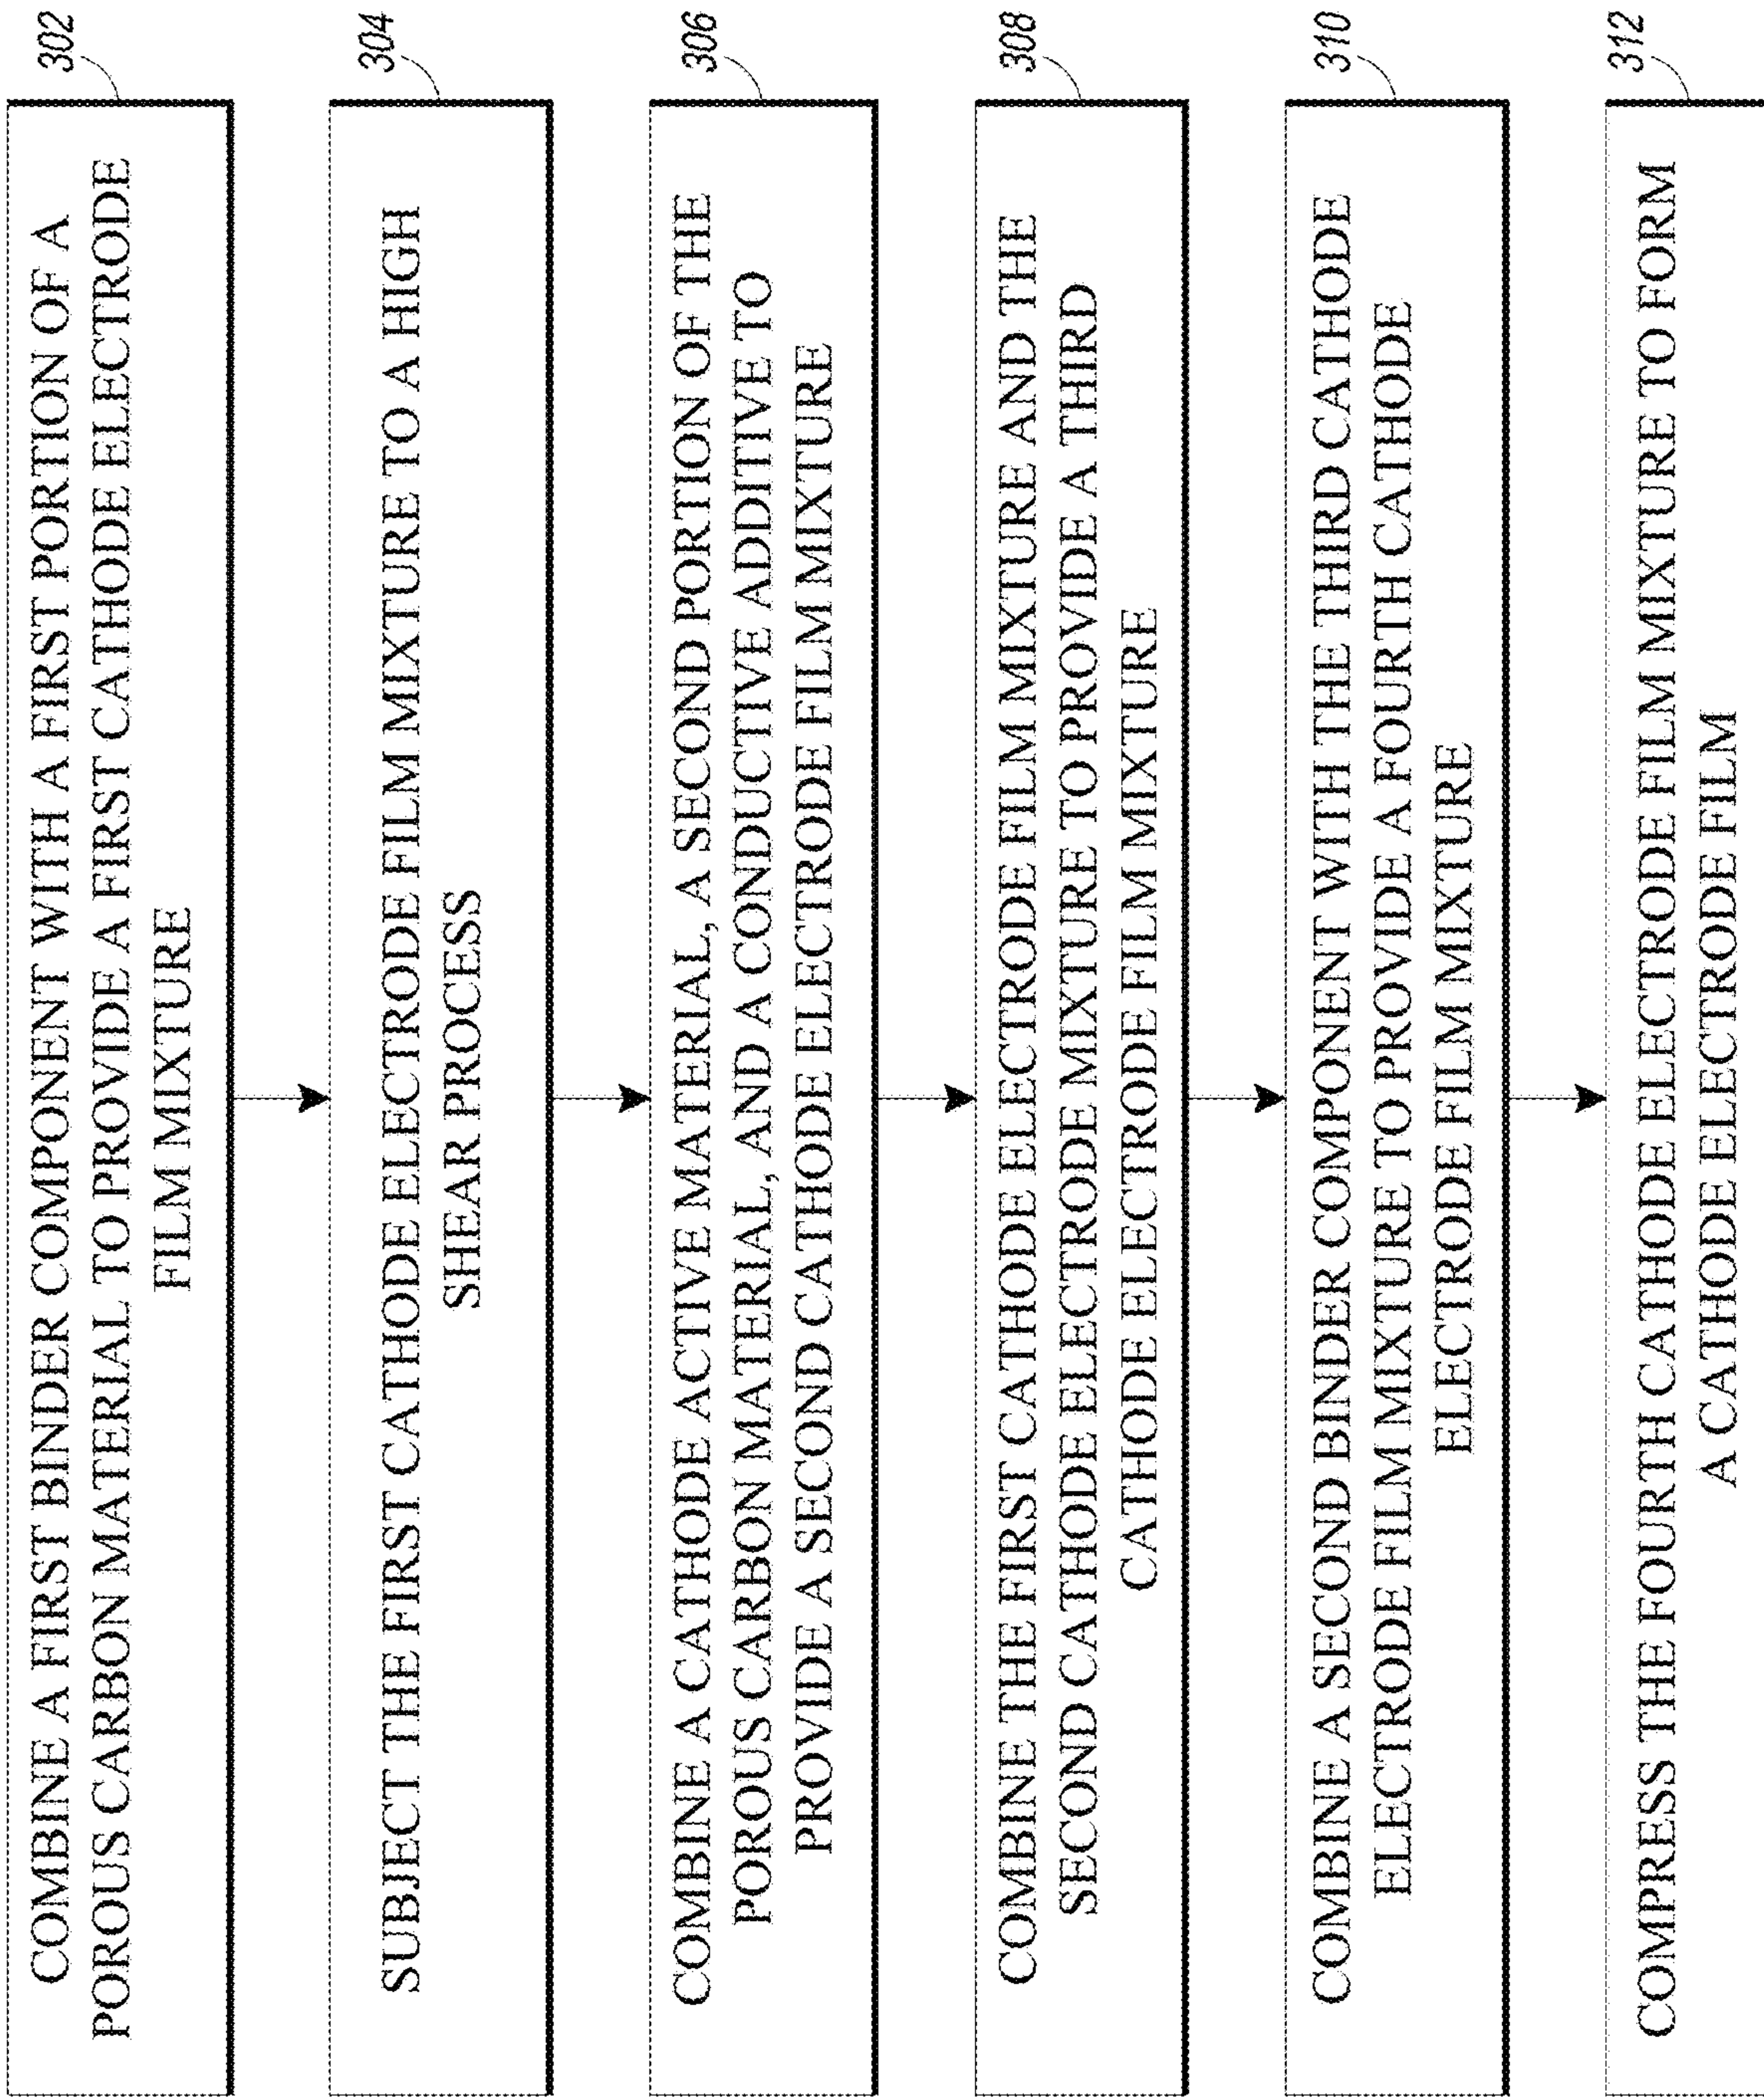 302
COMBINE A FIRST BINDER COMPONENT WITH A FIRST PORTION OF A
POROUS CARBON MATERIAL TO PROVIDE A FIRST CATHODE ELECTRODE
FILM MIXTURE
304
SUBJECT THE FIRST CATHODE ELECTRODE FILM MIXTURE TO A HIGH
SHEAR PROCESS
306
COMBINE A CATHODE ACTIVE MATERIAL, A SECOND PORTION OF THE
POROUS CARBON MATERIAL, AND A CONDUCTIVE ADDITIVE TO
PROVIDE A SECOND CATHODE ELECTRODE FILM MIXTURE
308
COMBINE THE FIRST CATHODE ELECTRODE FILM MIXTURE AND THE
SECOND CATHODE ELECTRODE MIXTURE TO PROVIDE A THIRD
CATHODE ELECTRODE FILM MIXTURE
310
COMBINE A SECOND BINDER COMPONENT WITH THE THIRD CATHODE
ELECTRODE FILM MIXTURE TO PROVIDE A FOURTH CATHODE
ELECTRODE FILM MIXTURE
312
COMPRESS THE FOURTH CATHODE ELECTRODE FILM MIXTURE TO FORM
A CATHODE ELECTRODE FILM